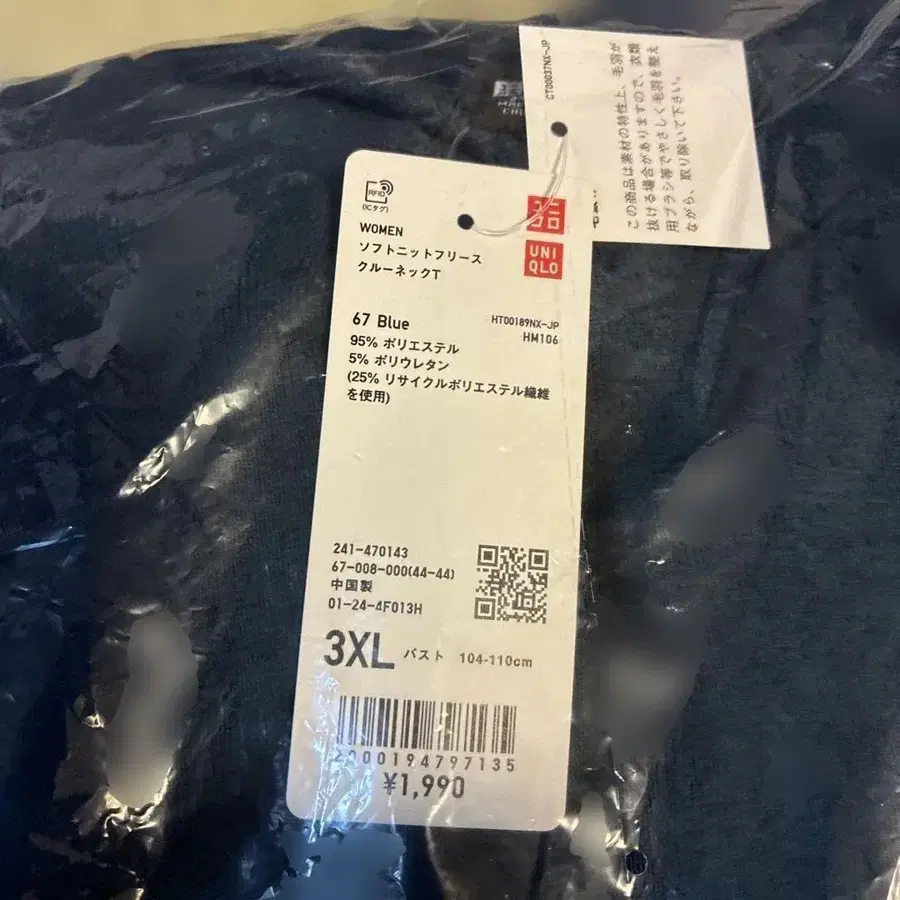 CT00037NX-JP
この商品は素材の特性上、毛羽が
抜ける場合がありますので、衣類
用ブラシ等でやさしく毛羽を整え
ながら、取り除いて下さい。
RFID
(ICタグ)
ユニ
クロ
UNI
QLO
WOMEN
ソフトニットフリース
クルーネックT
67 Blue
HT00189NX-JP
HM106
95% ポリエステル
5% ポリウレタン
(25% リサイクルポリエステル繊維
を使用)
241-470143
67-008-000(44-44)
中国製
01-24-4F013H
3XL バスト 104-110cm
2000194797135
¥1,990